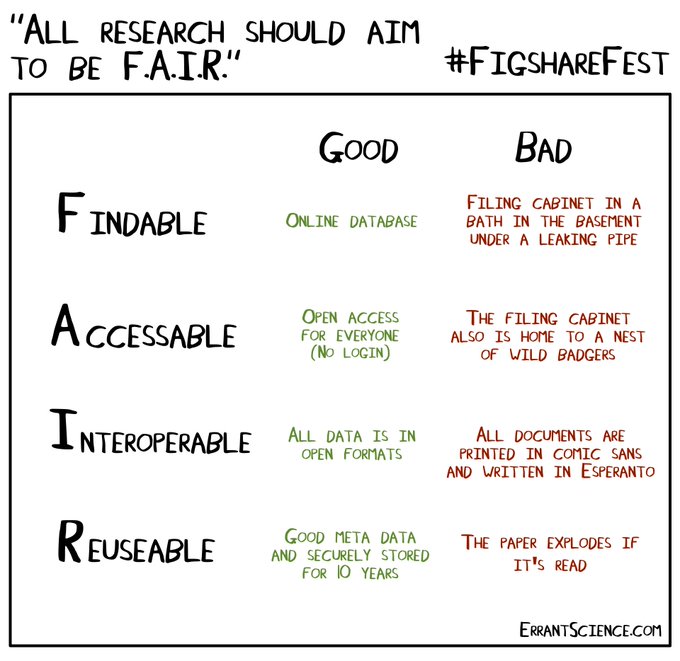 "All research should aim
to be F.A.I.R."
#FigshareFest
Good
Bad
Findable
Online database
Filing cabinet in a
bath in the basement
under a leaking pipe
Accessable
Open access
for everyone
(No login)
The filing cabinet
also is home to a nest
of wild badgers
Interoperable
All data is in
open formats
All documents are
printed in comic sans
and written in Esperanto
Reuseable
Good meta data
and securely stored
for 10 years
The paper explodes if
it's read
ErrantScience.com